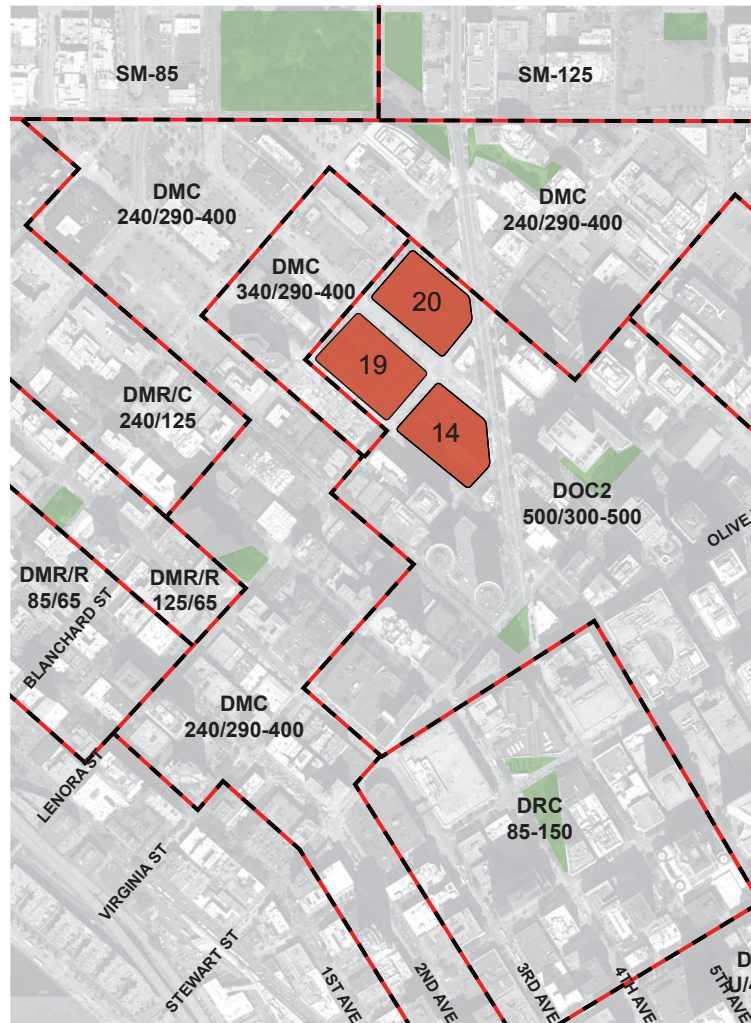 SM-85
SM-125
DMC
240/290-400
DMC
240/290-400
DMC
340/290-400
20
19
14
DMR/C
240/125
DOC2
500/300-500
OLIVE
DMR/R
85/65
DMR/R
125/65
BLANCHARD ST
DMC
240/290-400
LENORA ST
DRC
85-150
VIRGINIA ST
STEWART ST
1ST AVE
2ND AVE
3RD AVE
4TH AVE
5TH AVE
D
U/4